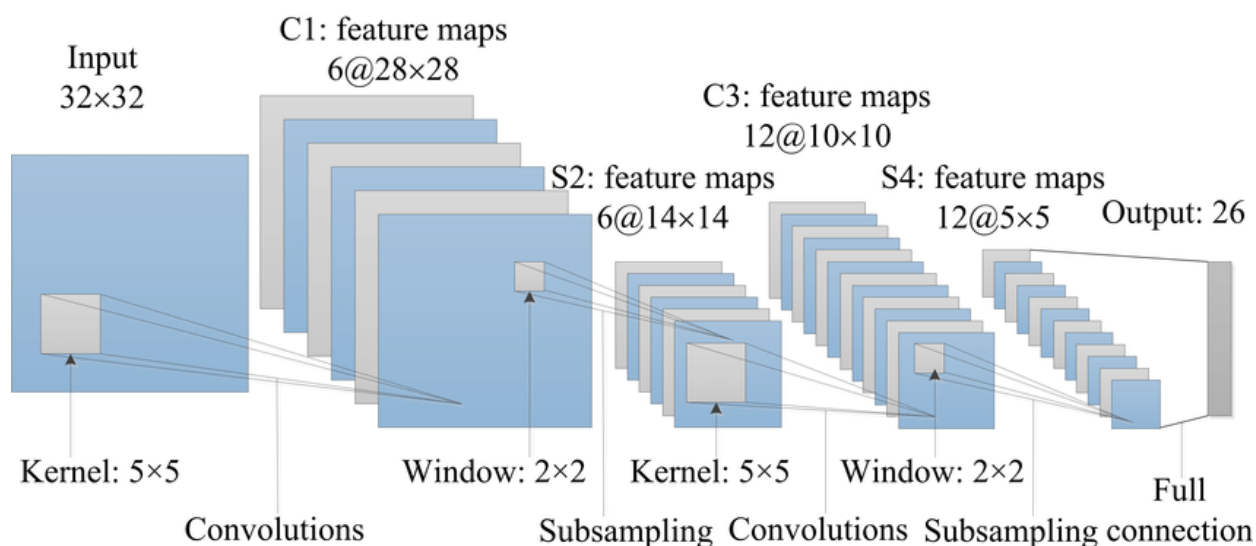 Input
32×32
C1: feature maps
6@28×28
C3: feature maps
12@10×10
S2: feature maps
6@14×14
S4: feature maps
12@5×5
Output: 26
Kernel: 5×5
Window: 2×2
Kernel: 5×5
Window: 2×2
Convolutions
Subsampling
Convolutions
Subsampling
Full
connection